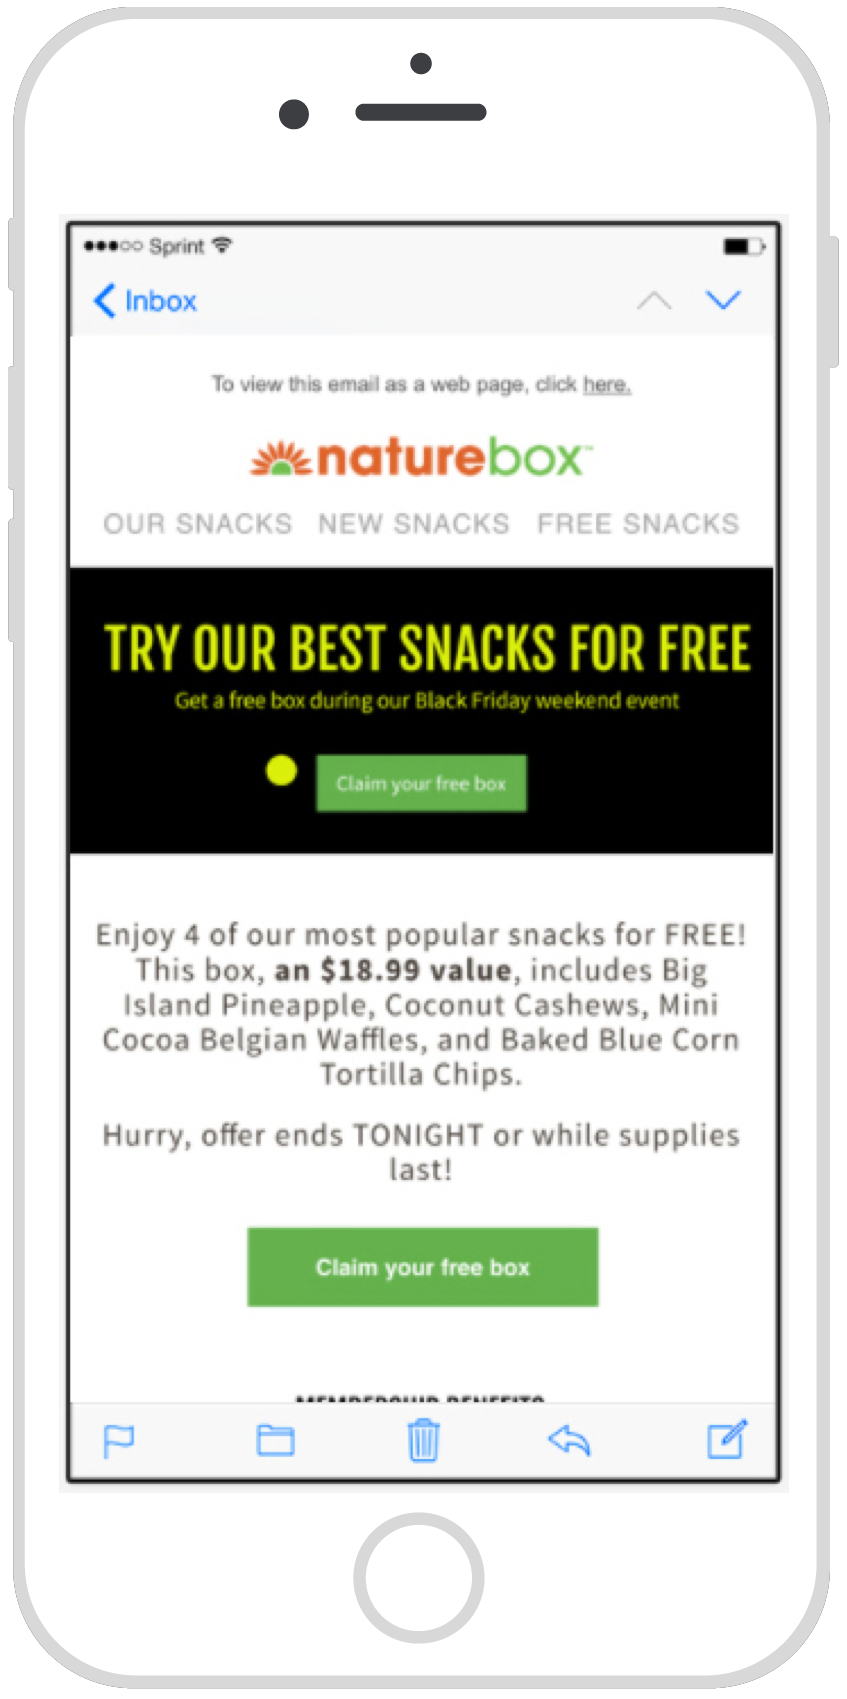 Sprint
Inbox
To view this email as a web page, click here.
naturebox™
OUR SNACKS NEW SNACKS FREE SNACKS
TRY OUR BEST SNACKS FOR FREE
Get a free box during our Black Friday weekend event
Claim your free box
Enjoy 4 of our most popular snacks for FREE!
This box, an $18.99 value, includes Big
Island Pineapple, Coconut Cashews, Mini
Cocoa Belgian Waffles, and Baked Blue Corn
Tortilla Chips.
Hurry, offer ends TONIGHT or while supplies
last!
Claim your free box
MEMBERSHIP BENEFITS